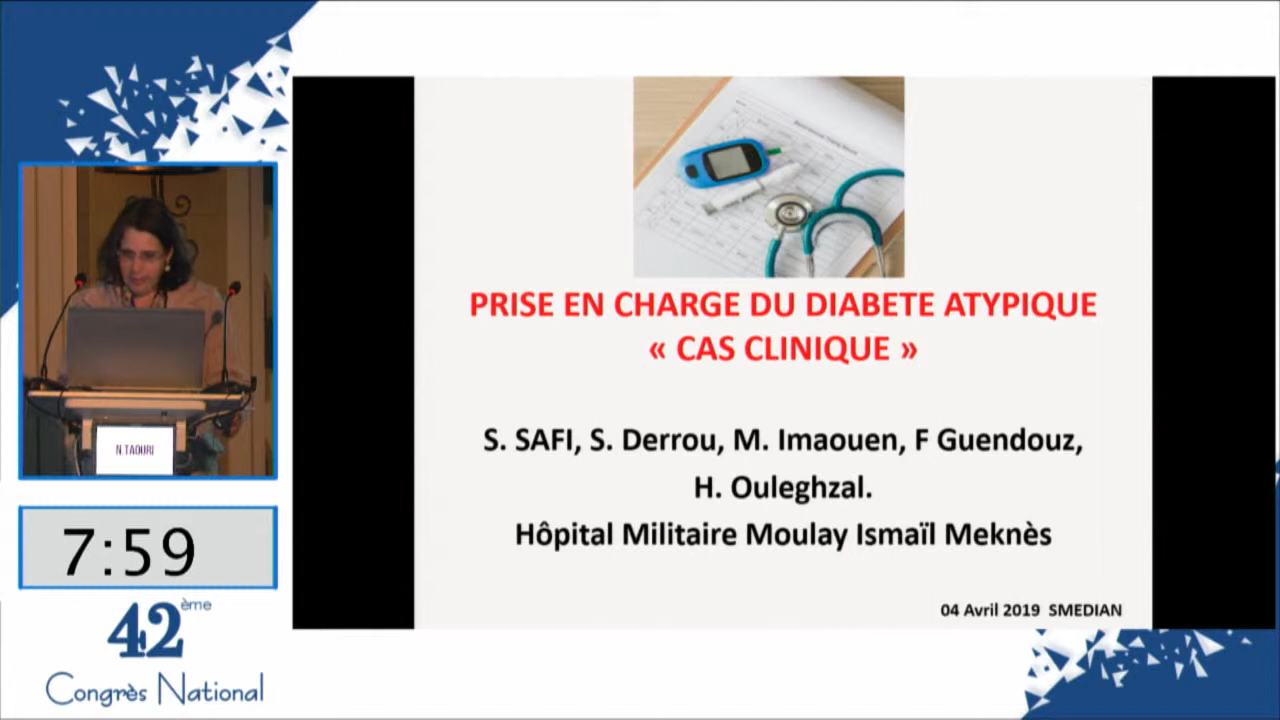 PRISE EN CHARGE DU DIABETE ATYPIQUE
« CAS CLINIQUE »
S. SAFI, S. Derrou, M. Imaouen, F Guendouz,
H. Ouleghzal.
Hôpital Militaire Moulay Ismaïl Meknès
04 Avril 2019 SMEDIAN
N.TAOURI
7:59
42ème
Congrès National